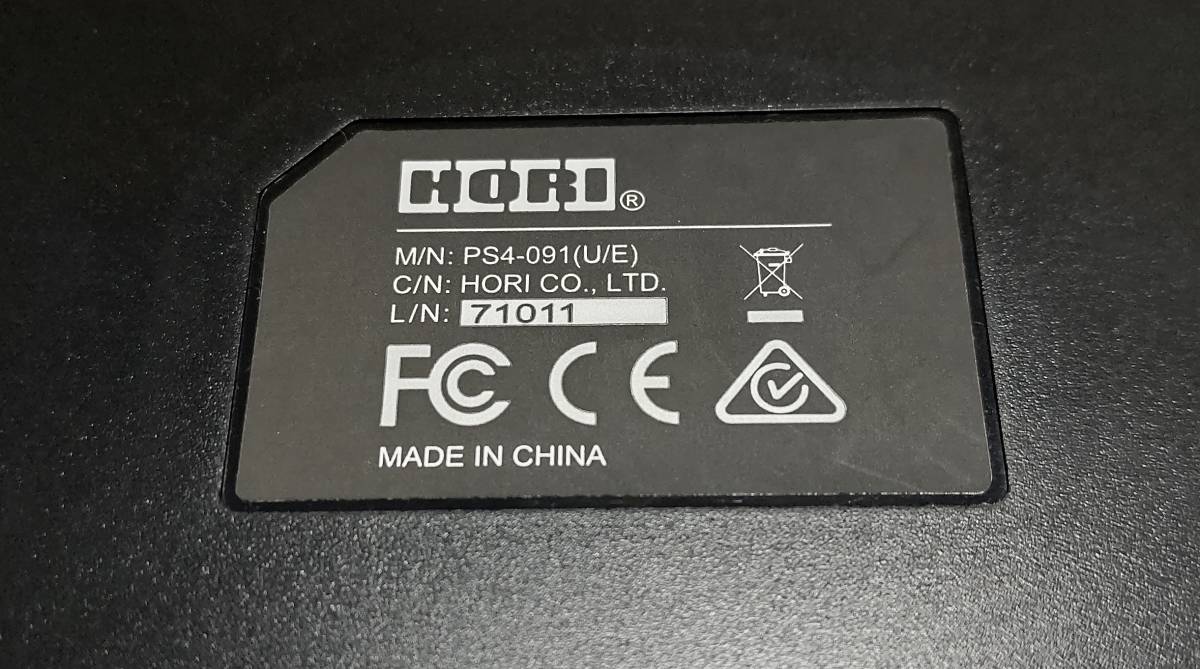 HORI®
M/N: PS4-091(U/E)
C/N: HORI CO., LTD.
L/N: 71011
FC CE
MADE IN CHINA